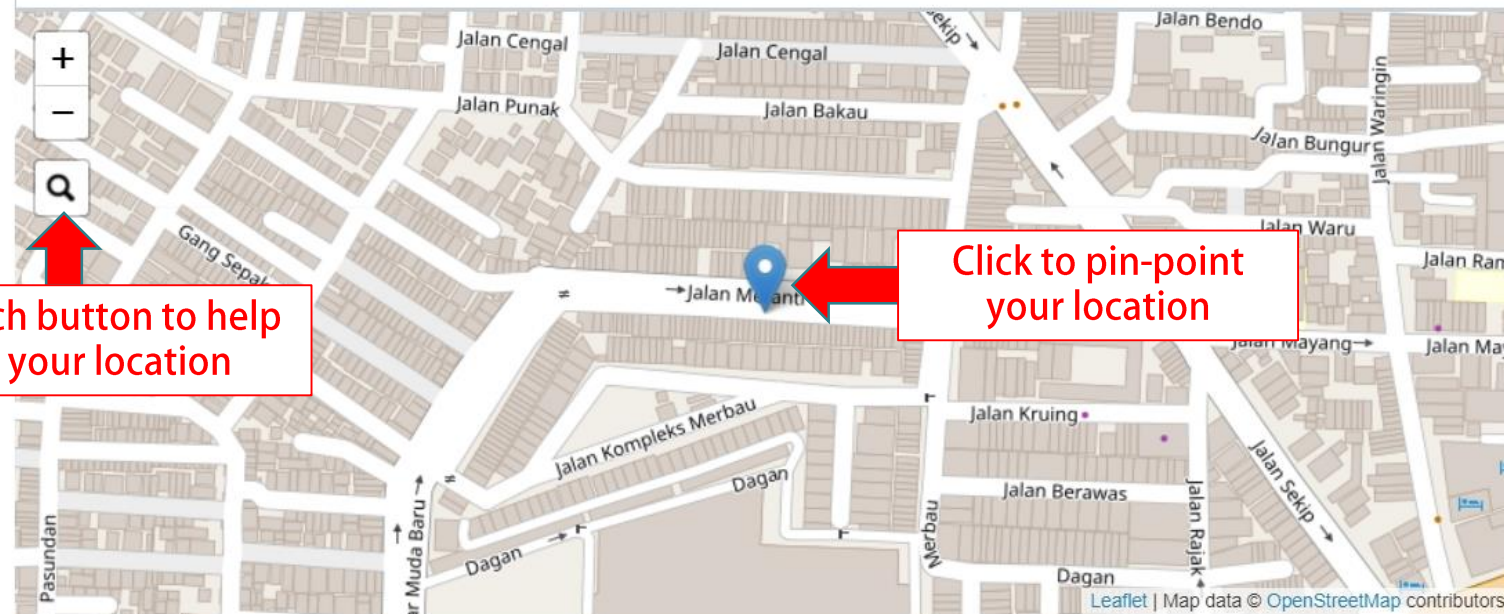 Jalan Bendo
Jalan Cengal
Jalan Cengal
Jalan Waringin
Jalan Punak
Jalan Bakau
Jalan Bungur
+
−
Gang Sepak
Jalan Waru
Click to pin-point
your location
Jalan
button to help
your location
Jalan Meranti
Jalan Mayang
Jalan
Jalan Kruing
Jalan Kompleks Merbau
Dagan
Jalan Berawas
Jalan Sekip
Jalan Rajak
Merbau
Muda Baru
Pasundan
Dagan
Dagan
Leaflet | Map data © OpenStreetMap contributors